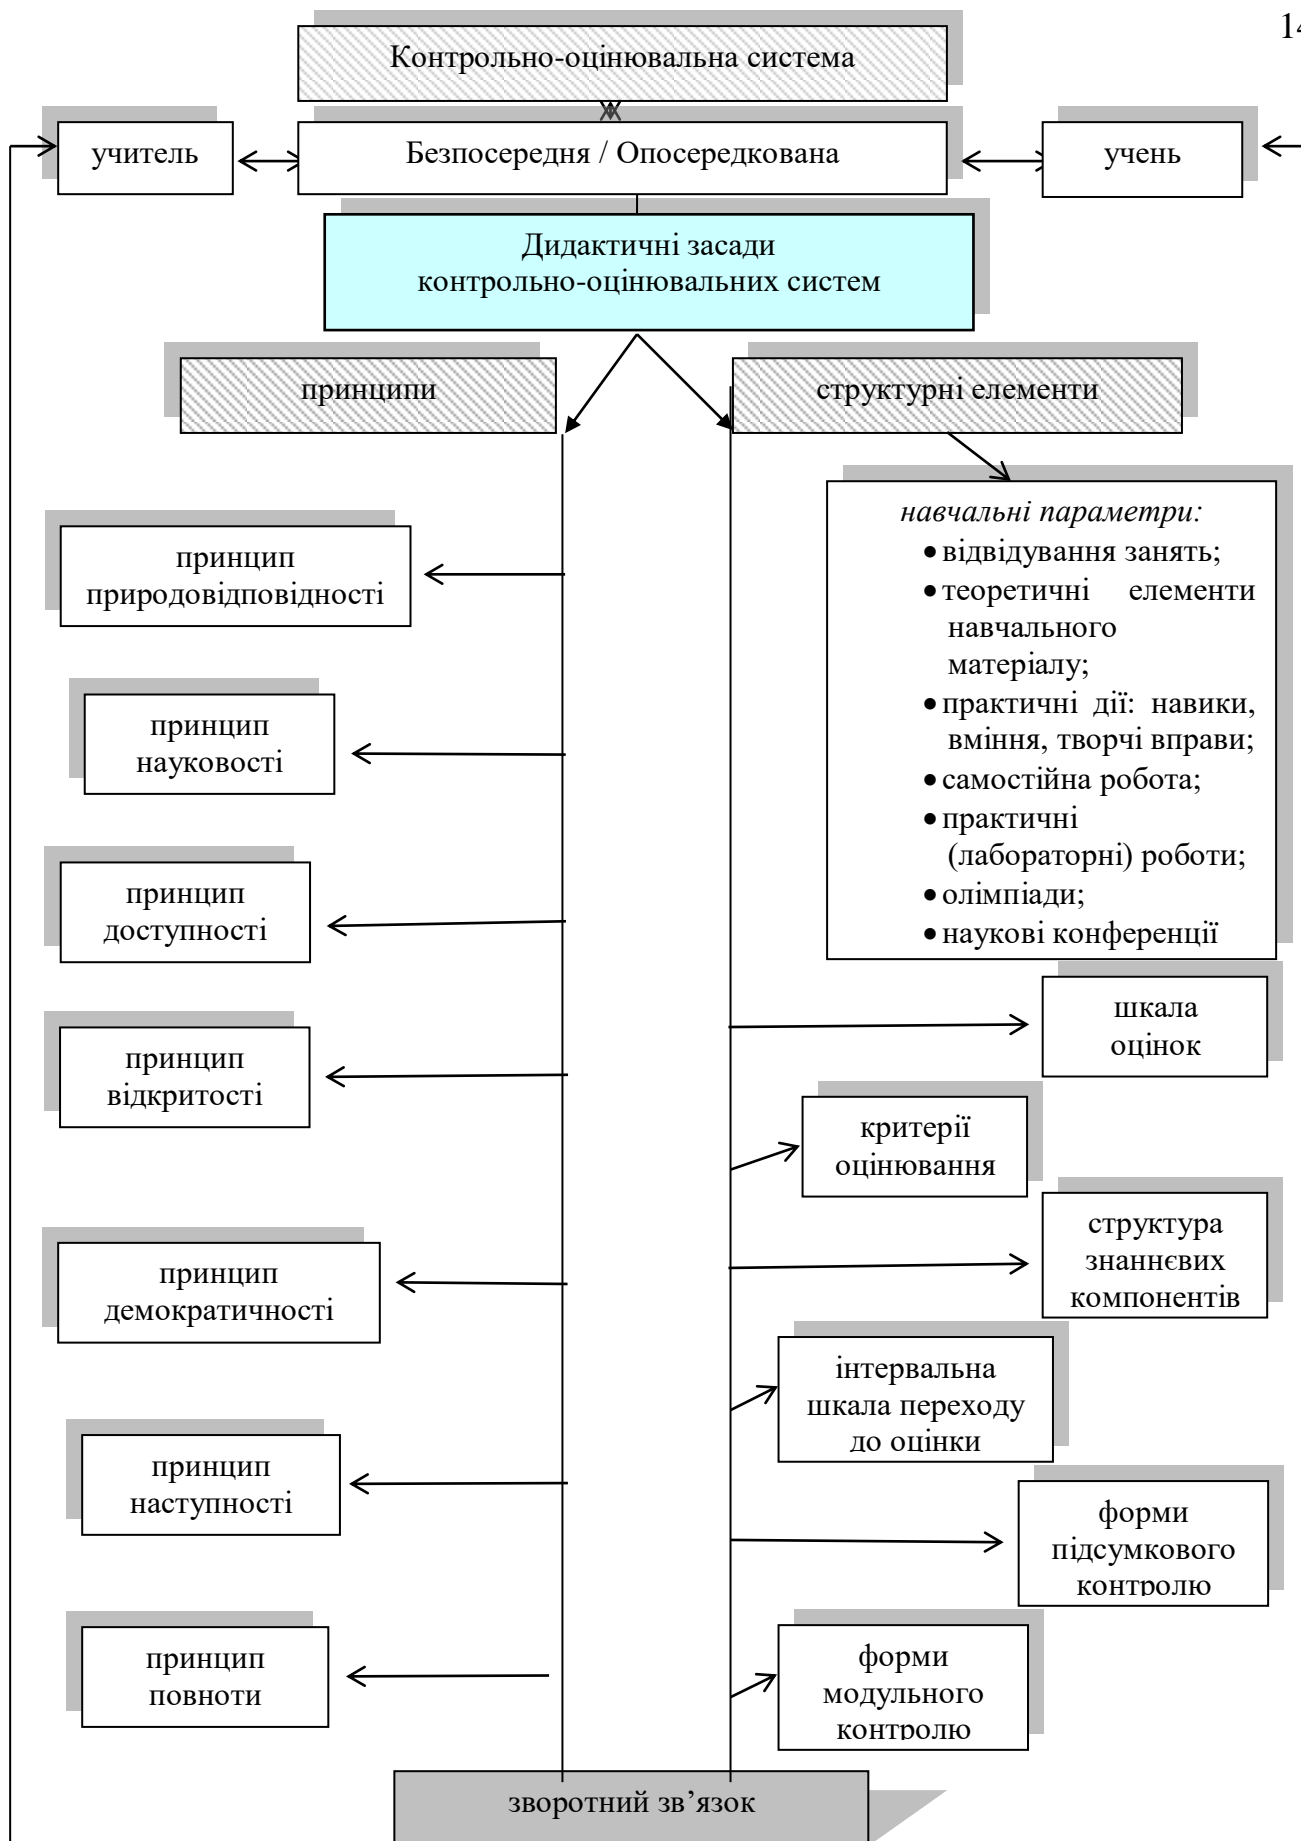 14
Контрольно-оцінювальна система
учитель
Безпосередня / Опосередкована
учень
Дидактичні засади
контрольно-оцінювальних систем
принципи
структурні елементи
навчальні параметри:
• відвідування занять;
• теоретичні елементи
навчального
матеріалу;
• практичні дії: навики,
вміння, творчі вправи;
• самостійна робота;
• практичні
(лабораторні) роботи;
• олімпіади;
• наукові конференції
принцип
природовідповідності
принцип
науковості
принцип
доступності
принцип
відкритості
принцип
демократичності
принцип
наступності
принцип
повноти
шкала
оцінок
критерії
оцінювання
структура
знаннєвих
компонентів
інтервальна
шкала переходу
до оцінки
форми
підсумкового
контролю
форми
модульного
контролю
зворотний зв’язок